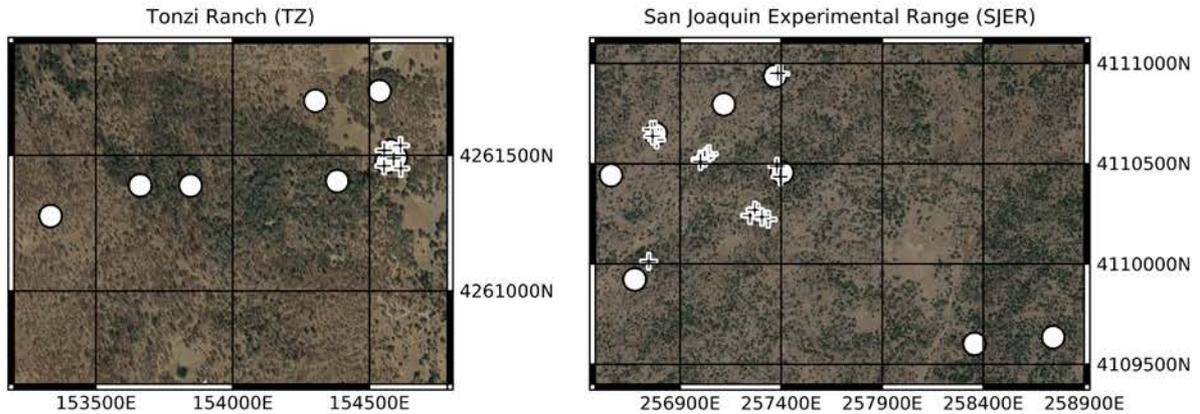 Tonzi Ranch (TZ)
San Joaquin Experimental Range (SJER)
4261500N
4261000N
153500E 154000E 154500E
4111000N
4110500N
4110000N
4109500N
256900E 257400E 257900E 258400E 258900E